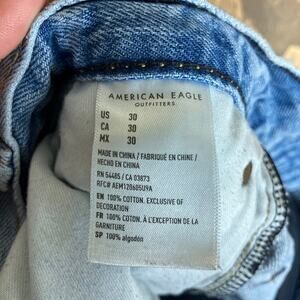 AMERICAN EAGLE
OUTFITTERS
US 30
CA 30
MX 30
MADE IN CHINA / FABRIQUÉ EN CHINE /
HECHO EN CHINA
RN 54485 / CA 03873
RFC# AEM120605U9A
EN 100% COTTON. EXCLUSIVE OF
DECORATION
FR 100% COTON. À L'EXCEPTION DE LA
GARNITURE
SP 100% algodón